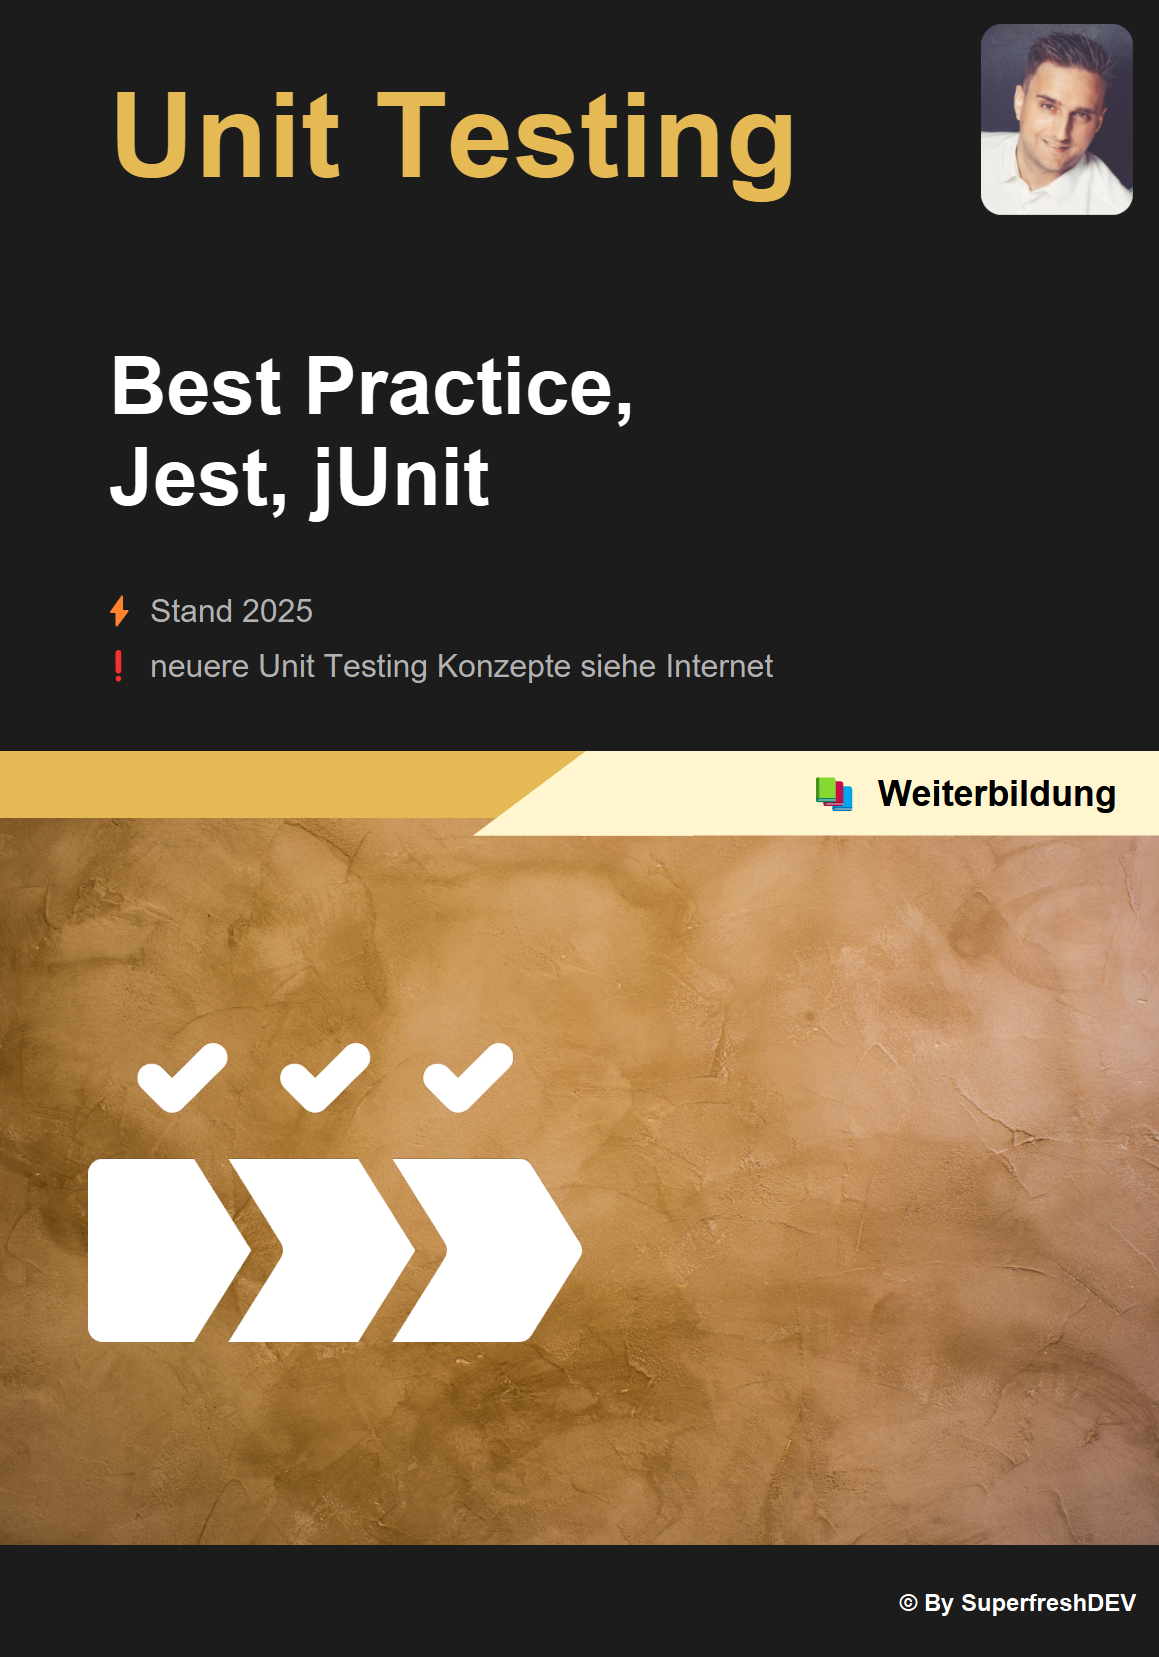 Unit Testing
Best Practice,
Jest, jUnit
Stand 2025
neuere Unit Testing Konzepte siehe Internet
Weiterbildung
© By SuperfreshDEV